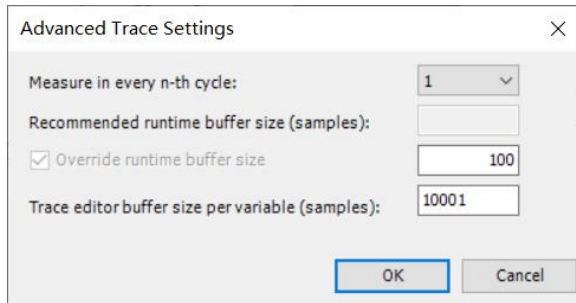 Advanced Trace Settings
Measure in every n-th cycle: 1
Recommended runtime buffer size (samples):
Override runtime buffer size 100
Trace editor buffer size per variable (samples): 10001
OK Cancel